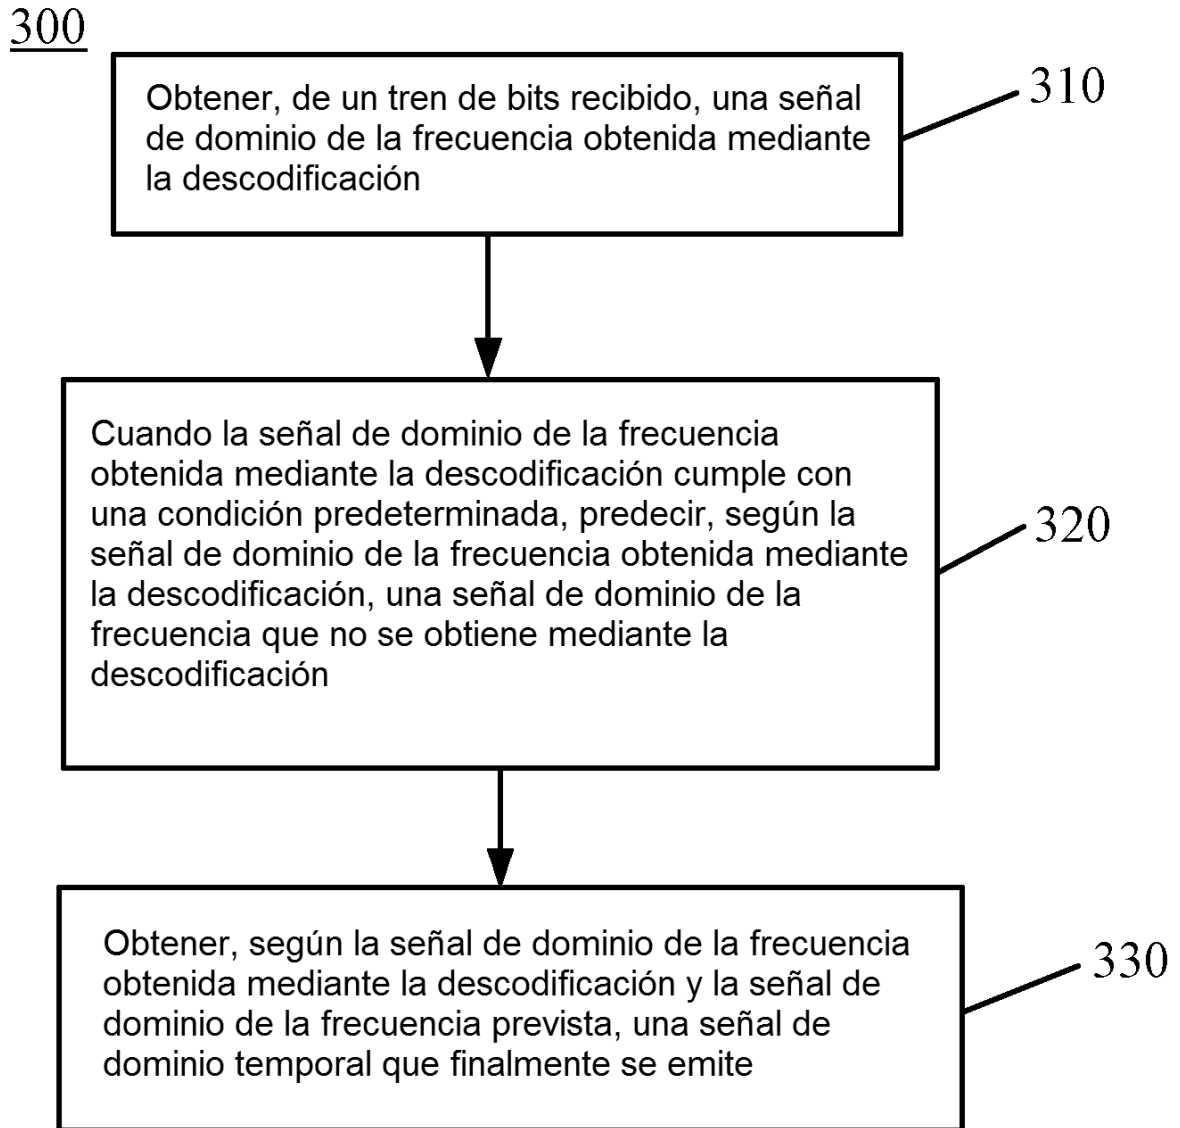 300
310
Obtener, de un tren de bits recibido, una señal
de dominio de la frecuencia obtenida mediante
la descodificación
320
Cuando la señal de dominio de la frecuencia
obtenida mediante la descodificación cumple con
una condición predeterminada, predecir, según la
señal de dominio de la frecuencia obtenida mediante
la descodificación, una señal de dominio de la
frecuencia que no se obtiene mediante la
descodificación
330
Obtener, según la señal de dominio de la frecuencia
obtenida mediante la descodificación y la señal de
dominio de la frecuencia prevista, una señal de
dominio temporal que finalmente se emite